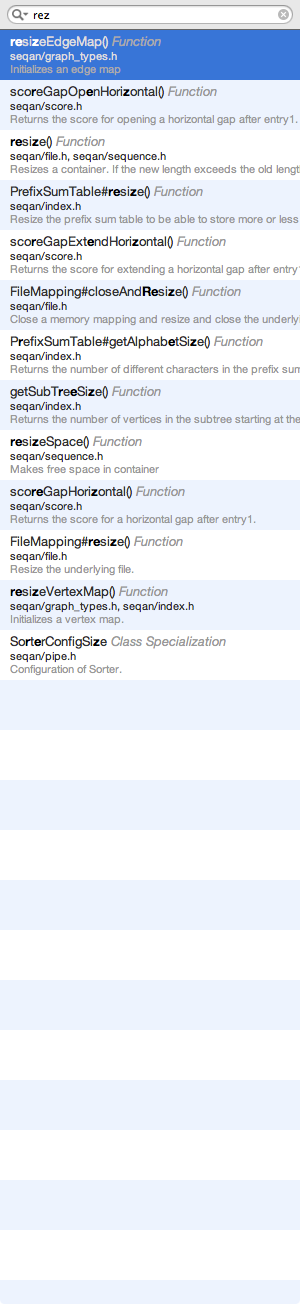 rez
resizeEdgeMap() Function
seqan/graph_types.h
Initializes an edge map
scoreGapOpenHorizontal() Function
seqan/score.h
Returns the score for opening a horizontal gap after entry1.
resize() Function
seqan/file.h, seqan/sequence.h
Resizes a container. If the new length exceeds the old length
PrefixSumTable#resize() Function
seqan/index.h
Resize the prefix sum table to be able to store more or less
scoreGapExtendHorizontal() Function
seqan/score.h
Returns the score for extending a horizontal gap after entry
FileMapping#closeAndResize() Function
seqan/file.h
Close a memory mapping and resize and close the underlyi
PrefixSumTable#getAlphabetSize() Function
seqan/index.h
Returns the number of different characters in the prefix sum
getSubTreeSize() Function
seqan/index.h
Returns the number of vertices in the subtree starting at the
resizeSpace() Function
seqan/sequence.h
Makes free space in container
scoreGapHorizontal() Function
seqan/score.h
Returns the score for a horizontal gap after entry1.
FileMapping#resize() Function
seqan/file.h
Resize the underlying file.
resizeVertexMap() Function
seqan/graph_types.h, seqan/index.h
Initializes a vertex map.
SorterConfigSize Class Specialization
seqan/pipe.h
Configuration of Sorter.